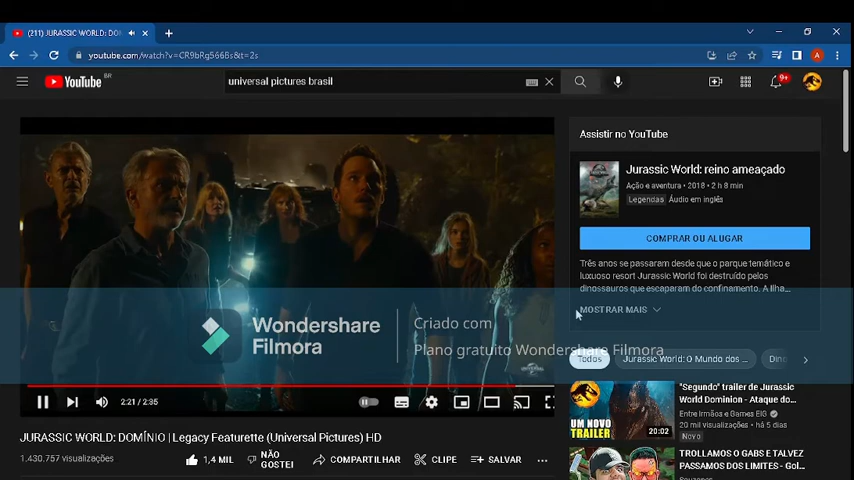 (211) JURASSIC WORLD: DOM
youtube.com/watch?v=CR9bRg566Bs&t=2s
YouTube BR
universal pictures brasil
9+
A
Assistir no YouTube
Jurassic World: reino ameaçado
Ação e aventura • 2018 • 2 h 8 min
Legendas Áudio em inglês
COMPRAR OU ALUGAR
Três anos se passaram desde que o parque temático e
luxuoso resort Jurassic World foi destruído pelos
dinossauros que escaparam do confinamento. A Ilha...
MOSTRAR MAIS
Wondershare
Filmora
Criado com
Plano gratuito Wondershare Filmora
UNIVERSAL
Todos
Jurassic World: O Mundo dos ...
Dinc
2:21 / 2:35
JURASSIC WORLD: DOMÍNIO | Legacy Featurette (Universal Pictures) HD
1.430.757 visualizações
1,4 MIL
NÃO
GOSTEI
COMPARTILHAR
CLIPE
SALVAR
...
UM NOVO
TRAILER
20:02
"Segundo" trailer de Jurassic
World Dominion - Ataque do...
Entre Irmãos e Games EIG
20 mil visualizações • há 5 dias
Novo
TROLLAMOS O GABS E TALVEZ
PASSAMOS DOS LIMITES - Gol...